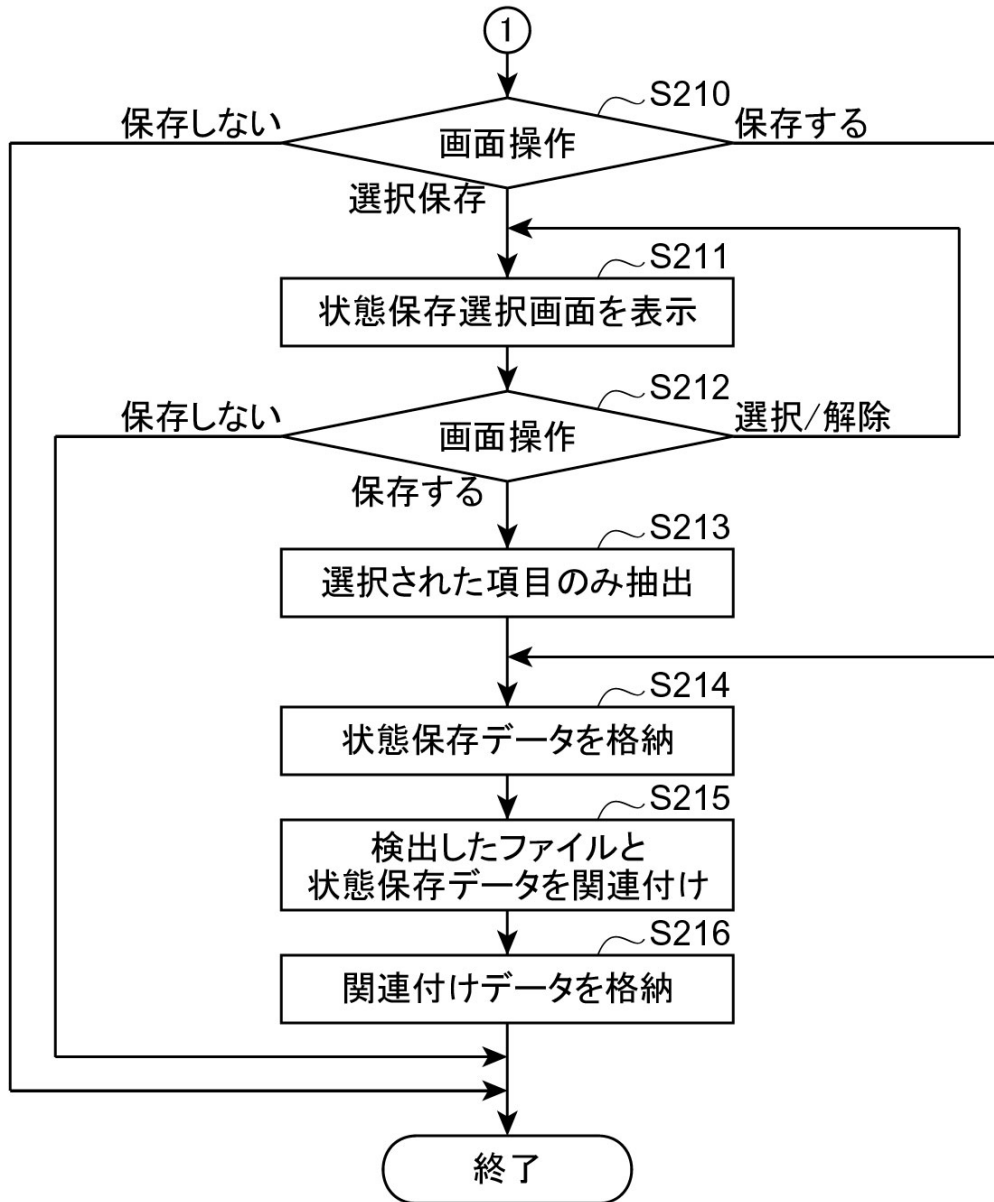 1
S210
保存しない
画面操作
保存する
選択保存
S211
状態保存選択画面を表示
S212
保存しない
画面操作
選択/解除
保存する
S213
選択された項目のみ抽出
S214
状態保存データを格納
S215
検出したファイルと
状態保存データを関連付け
S216
関連付けデータを格納
終了